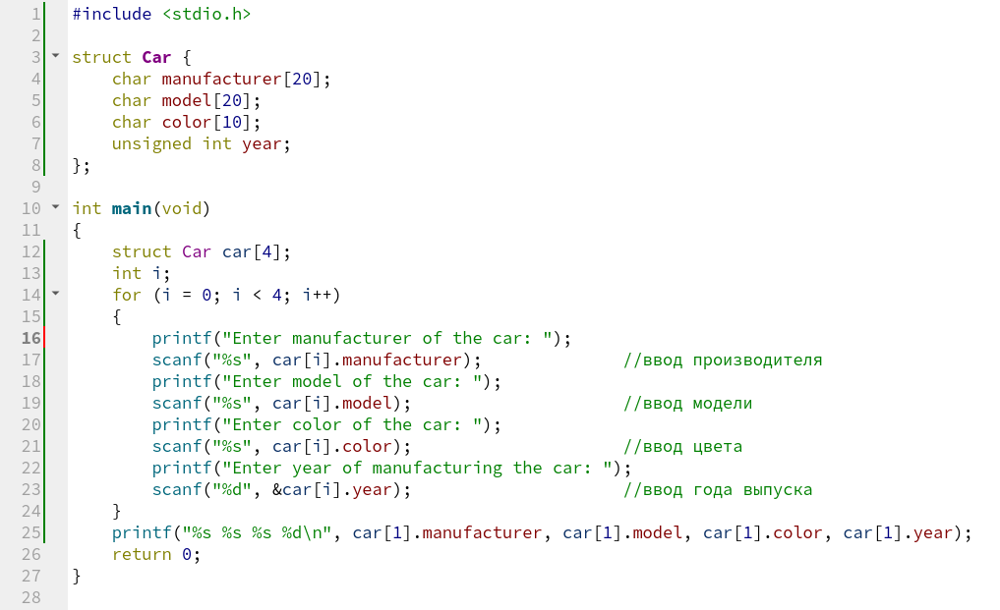 1 #include <stdio.h>
2
3 struct Car {
4     char manufacturer[20];
5     char model[20];
6     char color[10];
7     unsigned int year;
8 };
9
10 int main(void)
11 {
12     struct Car car[4];
13     int i;
14     for (i = 0; i < 4; i++)
15     {
16         printf("Enter manufacturer of the car: ");
17         scanf("%s", car[i].manufacturer);              //ввод производителя
18         printf("Enter model of the car: ");
19         scanf("%s", car[i].model);                     //ввод модели
20         printf("Enter color of the car: ");
21         scanf("%s", car[i].color);                     //ввод цвета
22         printf("Enter year of manufacturing the car: ");
23         scanf("%d", &car[i].year);                     //ввод года выпуска
24     }
25     printf("%s %s %s %d\n", car[1].manufacturer, car[1].model, car[1].color, car[1].year);
26     return 0;
27 }
28